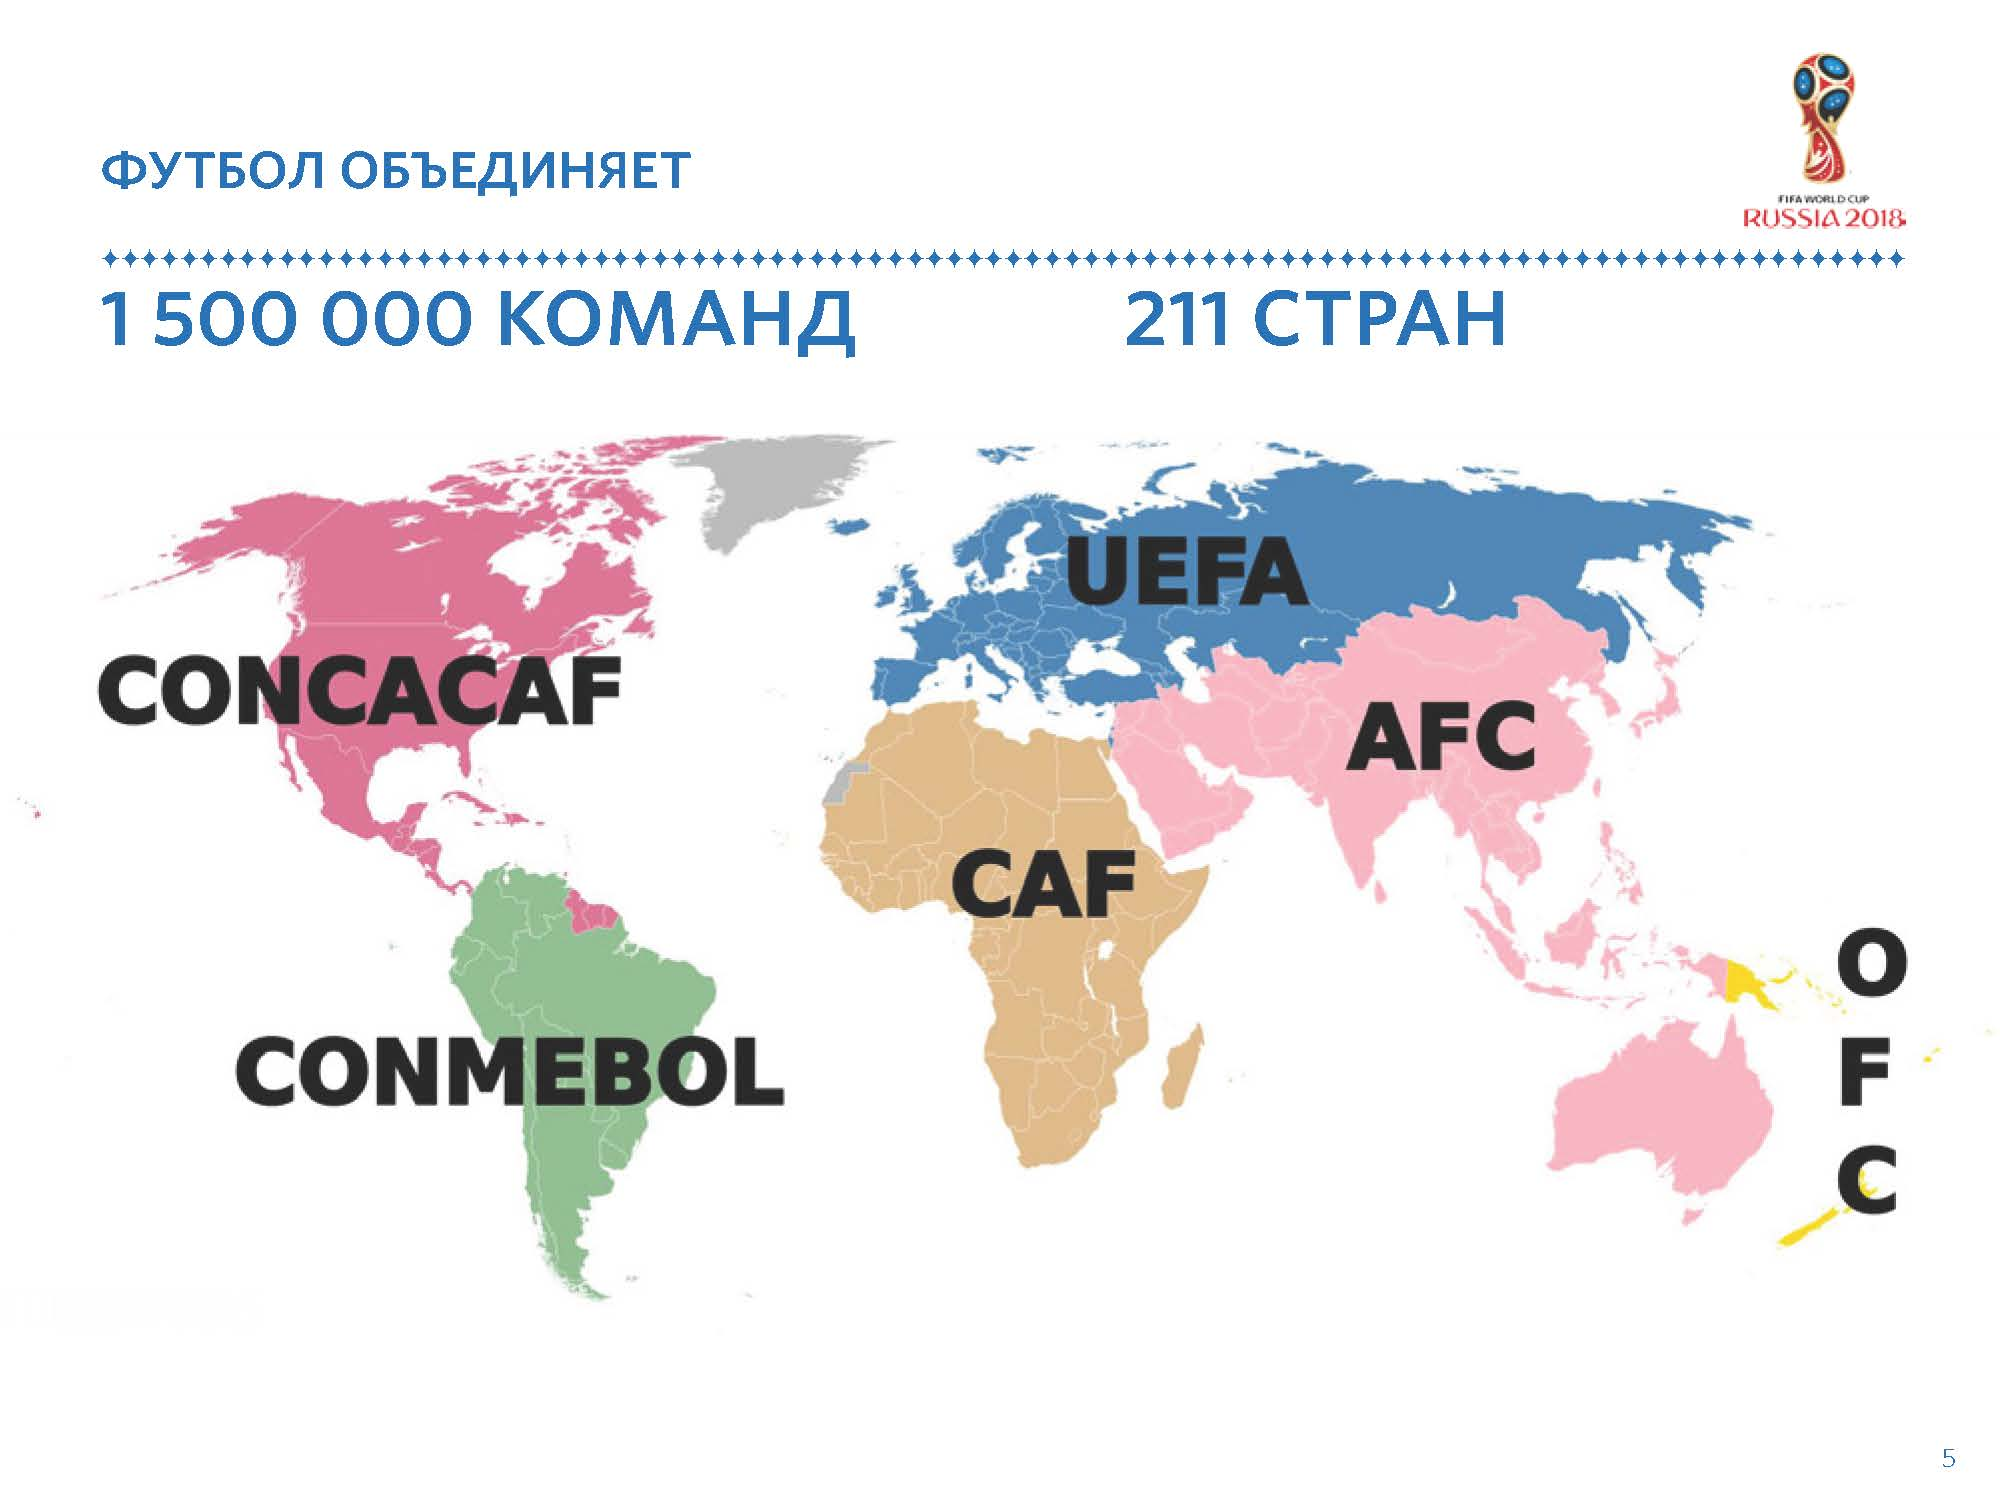 ФУТБОЛ ОБЪЕДИНЯЕТ
FIFA WORLD CUP
RUSSIA 2018
1 500 000 КОМАНД 211 СТРАН
UEFA
CONCACAF
AFC
CAF
CONMEBOL
O
F
C
5